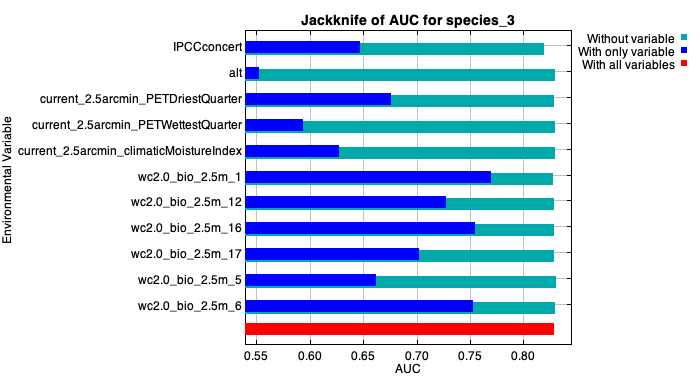 Jackknife of AUC for species_3
Without variable
With only variable
With all variables
Environmental Variable
IPCCconcert
alt
current_2.5arcmin_PETDriestQuarter
current_2.5arcmin_PETWettestQuarter
current_2.5arcmin_climaticMoistureIndex
wc2.0_bio_2.5m_1
wc2.0_bio_2.5m_12
wc2.0_bio_2.5m_16
wc2.0_bio_2.5m_17
wc2.0_bio_2.5m_5
wc2.0_bio_2.5m_6
0.55 0.60 0.65 0.70 0.75 0.80
AUC